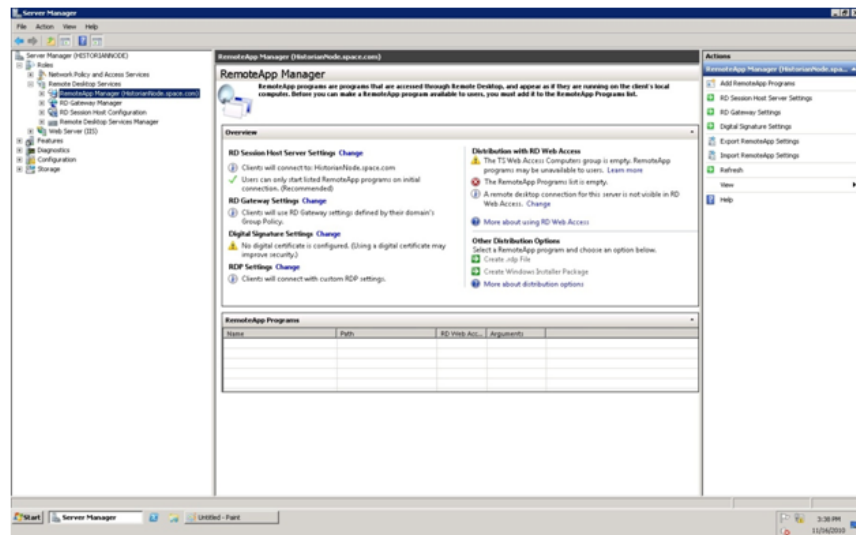 Server Manager
File Action View Help
Server Manager (HISTORIANNODE)
Roles
Network Policy and Access Services
Remote Desktop Services
RemoteApp Manager (HistorianNode.space.com)
RD Gateway Manager
RD Session Host Configuration
Remote Desktop Services Manager
Web Server (IIS)
Features
Diagnostics
Configuration
Storage
RemoteApp Manager (HistorianNode.space.com)
RemoteApp Manager
RemoteApp programs are programs that are accessed through Remote Desktop, and appear as if they are running on the client's local
computer. Before you can make a RemoteApp program available to users, you must add it to the RemoteApp Programs list.
Overview
RD Session Host Server Settings Change
Clients will connect to: HistorianNode.space.com
Users can only start listed RemoteApp programs on initial
connection. (Recommended)
RD Gateway Settings Change
Clients will use RD Gateway settings defined by their domain's
Group Policy.
Digital Signature Settings Change
No digital certificate is configured. (Using a digital certificate may
improve security.)
RDP Settings Change
Clients will connect with custom RDP settings.
Distribution with RD Web Access
The TS Web Access Computers group is empty. RemoteApp
programs may be unavailable to users. Learn more
The RemoteApp Programs list is empty.
A remote desktop connection for this server is not visible in RD
Web Access. Change
More about using RD Web Access
Other Distribution Options
Select a RemoteApp program and choose an option below.
Create .rdp File
Create Windows Installer Package
More about distribution options
RemoteApp Programs
Name Path RD Web Acc... Arguments
Actions
RemoteApp Manager (HistorianNode.spa...
Add RemoteApp Programs
RD Session Host Server Settings
RD Gateway Settings
Digital Signature Settings
Export RemoteApp Settings
Import RemoteApp Settings
Refresh
View
Help
Start Server Manager Untitled - Paint
3:38 PM
11/16/2010